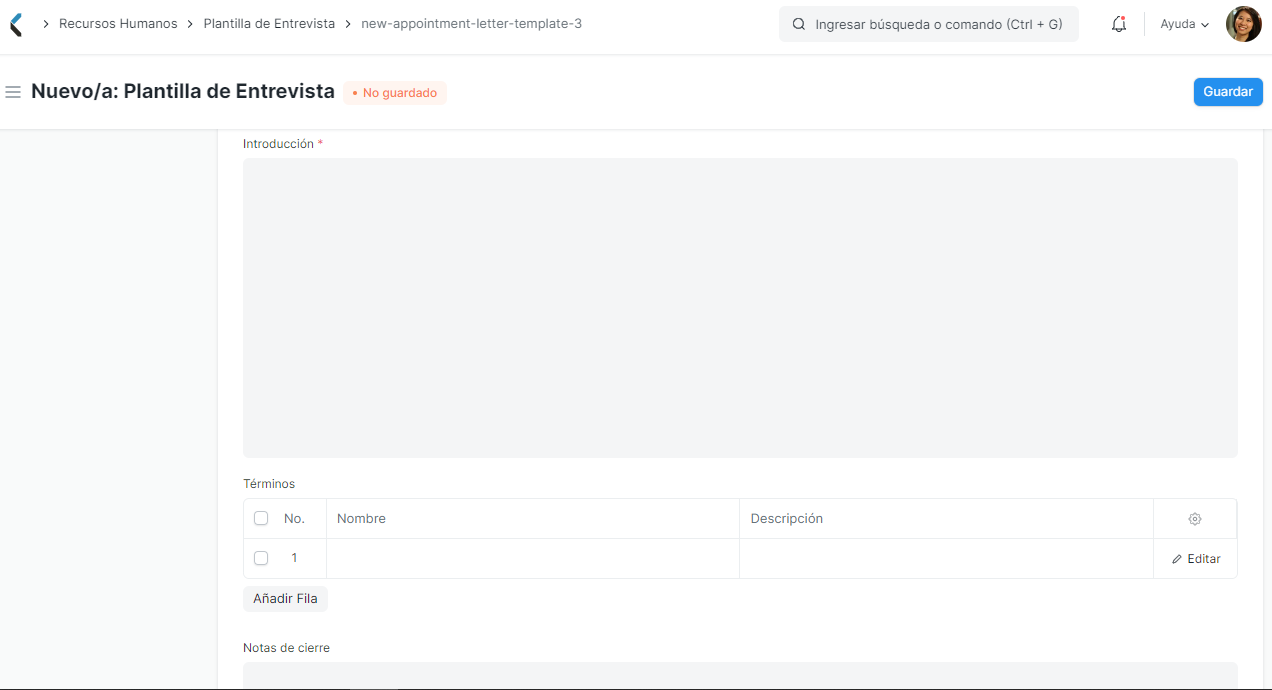 Recursos Humanos Plantilla de Entrevista new-appointment-letter-template-3 Ingresar búsqueda o comando (Ctrl + G) Ayuda
Nuevo/a: Plantilla de Entrevista • No guardado Guardar
Introducción *
Términos
No. Nombre Descripción
1 Editar
Añadir Fila
Notas de cierre